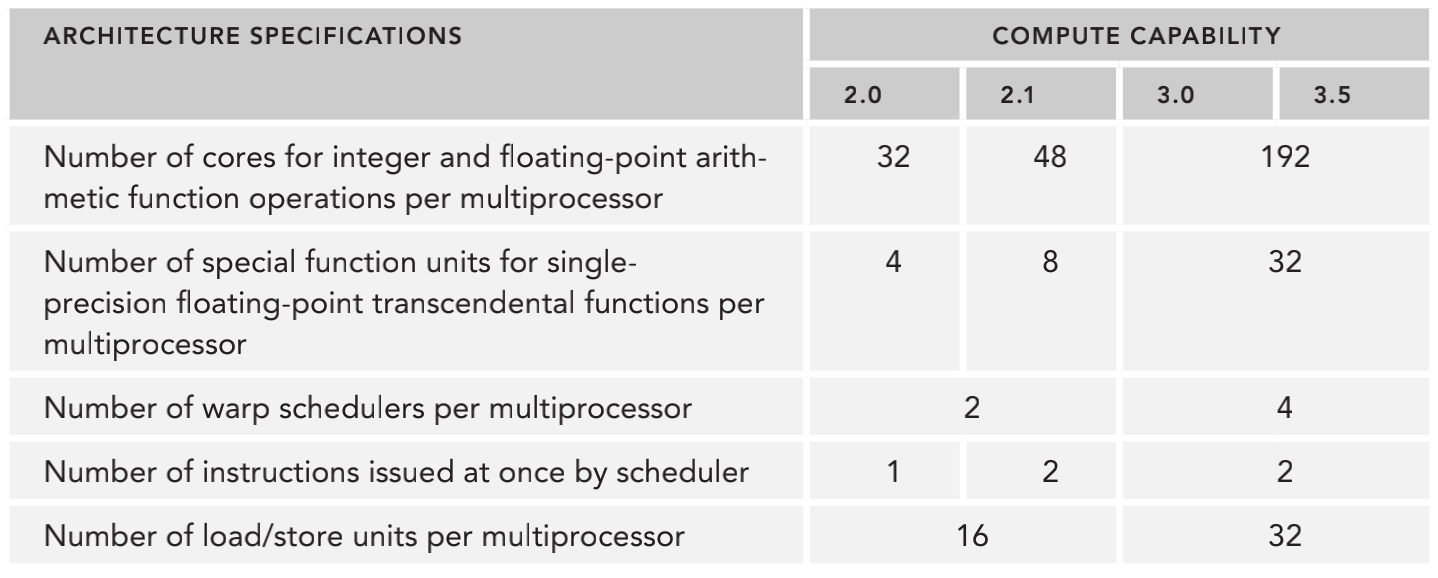 ARCHITECTURE SPECIFICATIONS COMPUTE CAPABILITY
2.0 2.1 3.0 3.5
Number of cores for integer and floating-point arith- 32 48 192
metic function operations per multiprocessor
Number of special function units for single- 4 8 32
precision floating-point transcendental functions per
multiprocessor
Number of warp schedulers per multiprocessor 2 4
Number of instructions issued at once by scheduler 1 2 2
Number of load/store units per multiprocessor 16 32